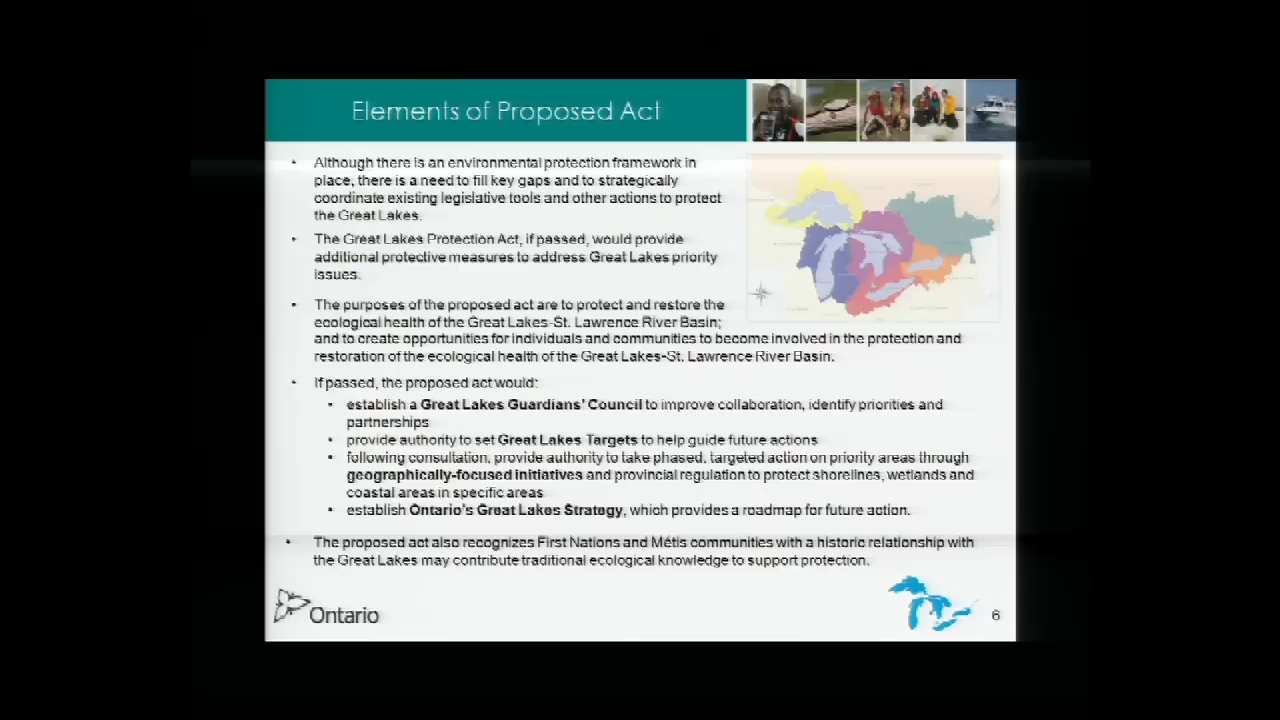 Elements of Proposed Act
• Although there is an environmental protection framework in
place, there is a need to fill key gaps and to strategically
coordinate existing legislative tools and other actions to protect
the Great Lakes.
• The Great Lakes Protection Act, if passed, would provide
additional protective measures to address Great Lakes priority
issues.
• The purposes of the proposed act are to protect and restore the
ecological health of the Great Lakes-St. Lawrence River Basin;
and to create opportunities for individuals and communities to become involved in the protection and
restoration of the ecological health of the Great Lakes-St. Lawrence River Basin.
• If passed, the proposed act would:
• establish a Great Lakes Guardians' Council to improve collaboration, identify priorities and
partnerships
• provide authority to set Great Lakes Targets to help guide future actions
• following consultation, provide authority to take phased, targeted action on priority areas through
geographically-focused initiatives and provincial regulation to protect shorelines, wetlands and
coastal areas in specific areas
• establish Ontario's Great Lakes Strategy, which provides a roadmap for future action.
• The proposed act also recognizes First Nations and Métis communities with a historic relationship with
the Great Lakes may contribute traditional ecological knowledge to support protection.
Ontario
6